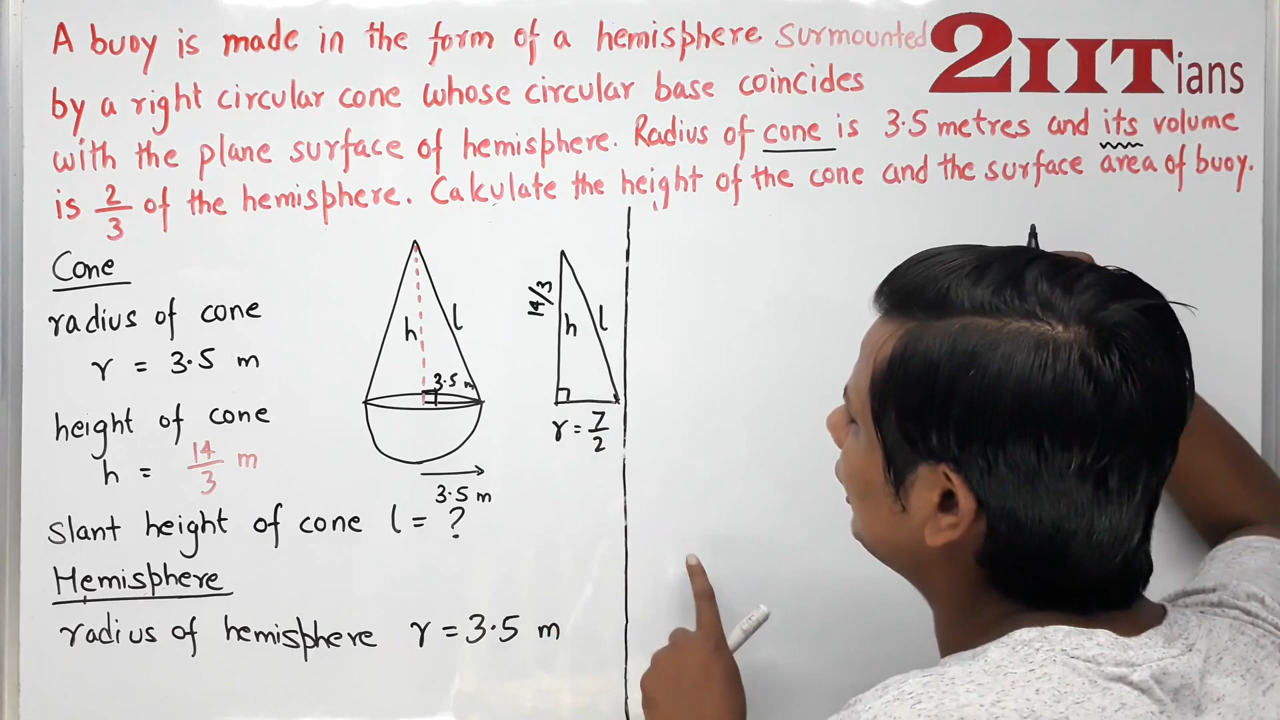 A buoy is made in the form of a hemisphere surmounted
by a right circular cone whose circular base coincides
with the plane surface of hemisphere. Radius of cone is 3.5 metres and its volume
is 2/3 of the hemisphere. Calculate the height of the cone and the surface area of buoy.
2IITians
Cone
radius of cone
r = 3.5 m
height of cone
h = 14/3 m
Slant height of cone l = ?
Hemisphere
radius of hemisphere r = 3.5 m
h
l
3.5 m
3.5 m
14/3
h
l
r = 7/2